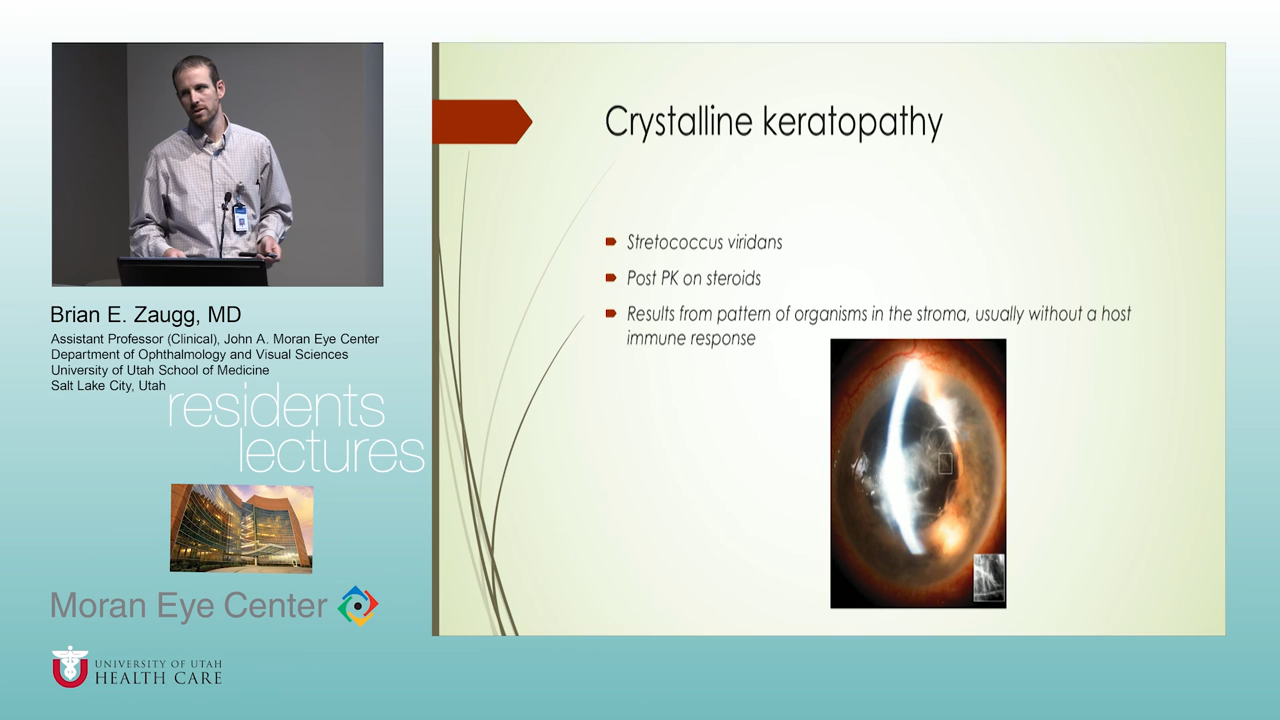 Brian E. Zaugg, MD
Assistant Professor (Clinical), John A. Moran Eye Center
Department of Ophthalmology and Visual Sciences
University of Utah School of Medicine
Salt Lake City, Utah
residents
lectures
Moran Eye Center
UNIVERSITY OF UTAH
HEALTH CARE
Crystalline keratopathy
Stretococcus viridans
Post PK on steroids
Results from pattern of organisms in the stroma, usually without a host
immune response